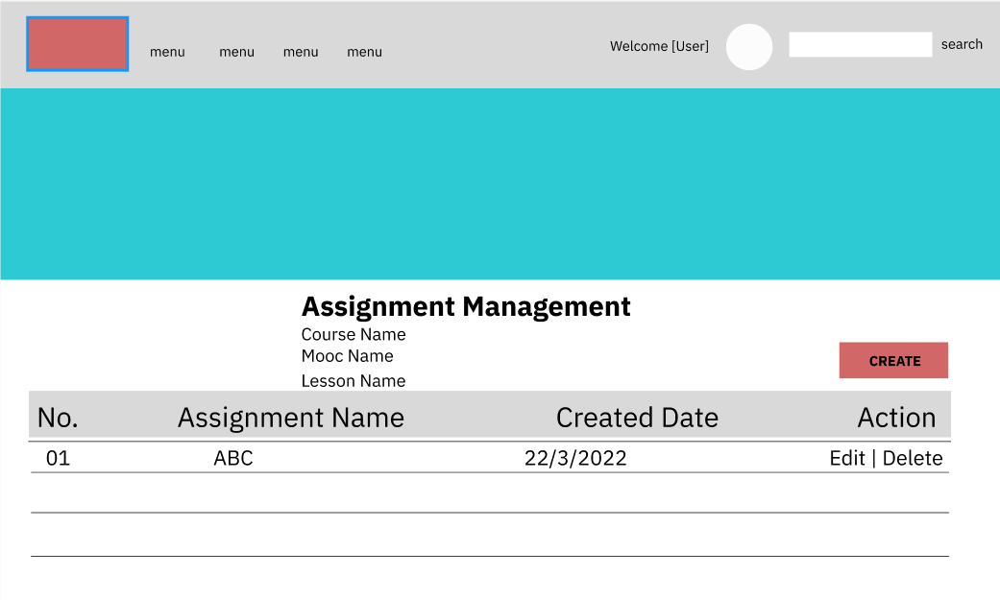 menu menu menu menu Welcome [User] search
Assignment Management
Course Name
Mooc Name
CREATE
Lesson Name
No. Assignment Name Created Date Action
01 ABC 22/3/2022 Edit | Delete